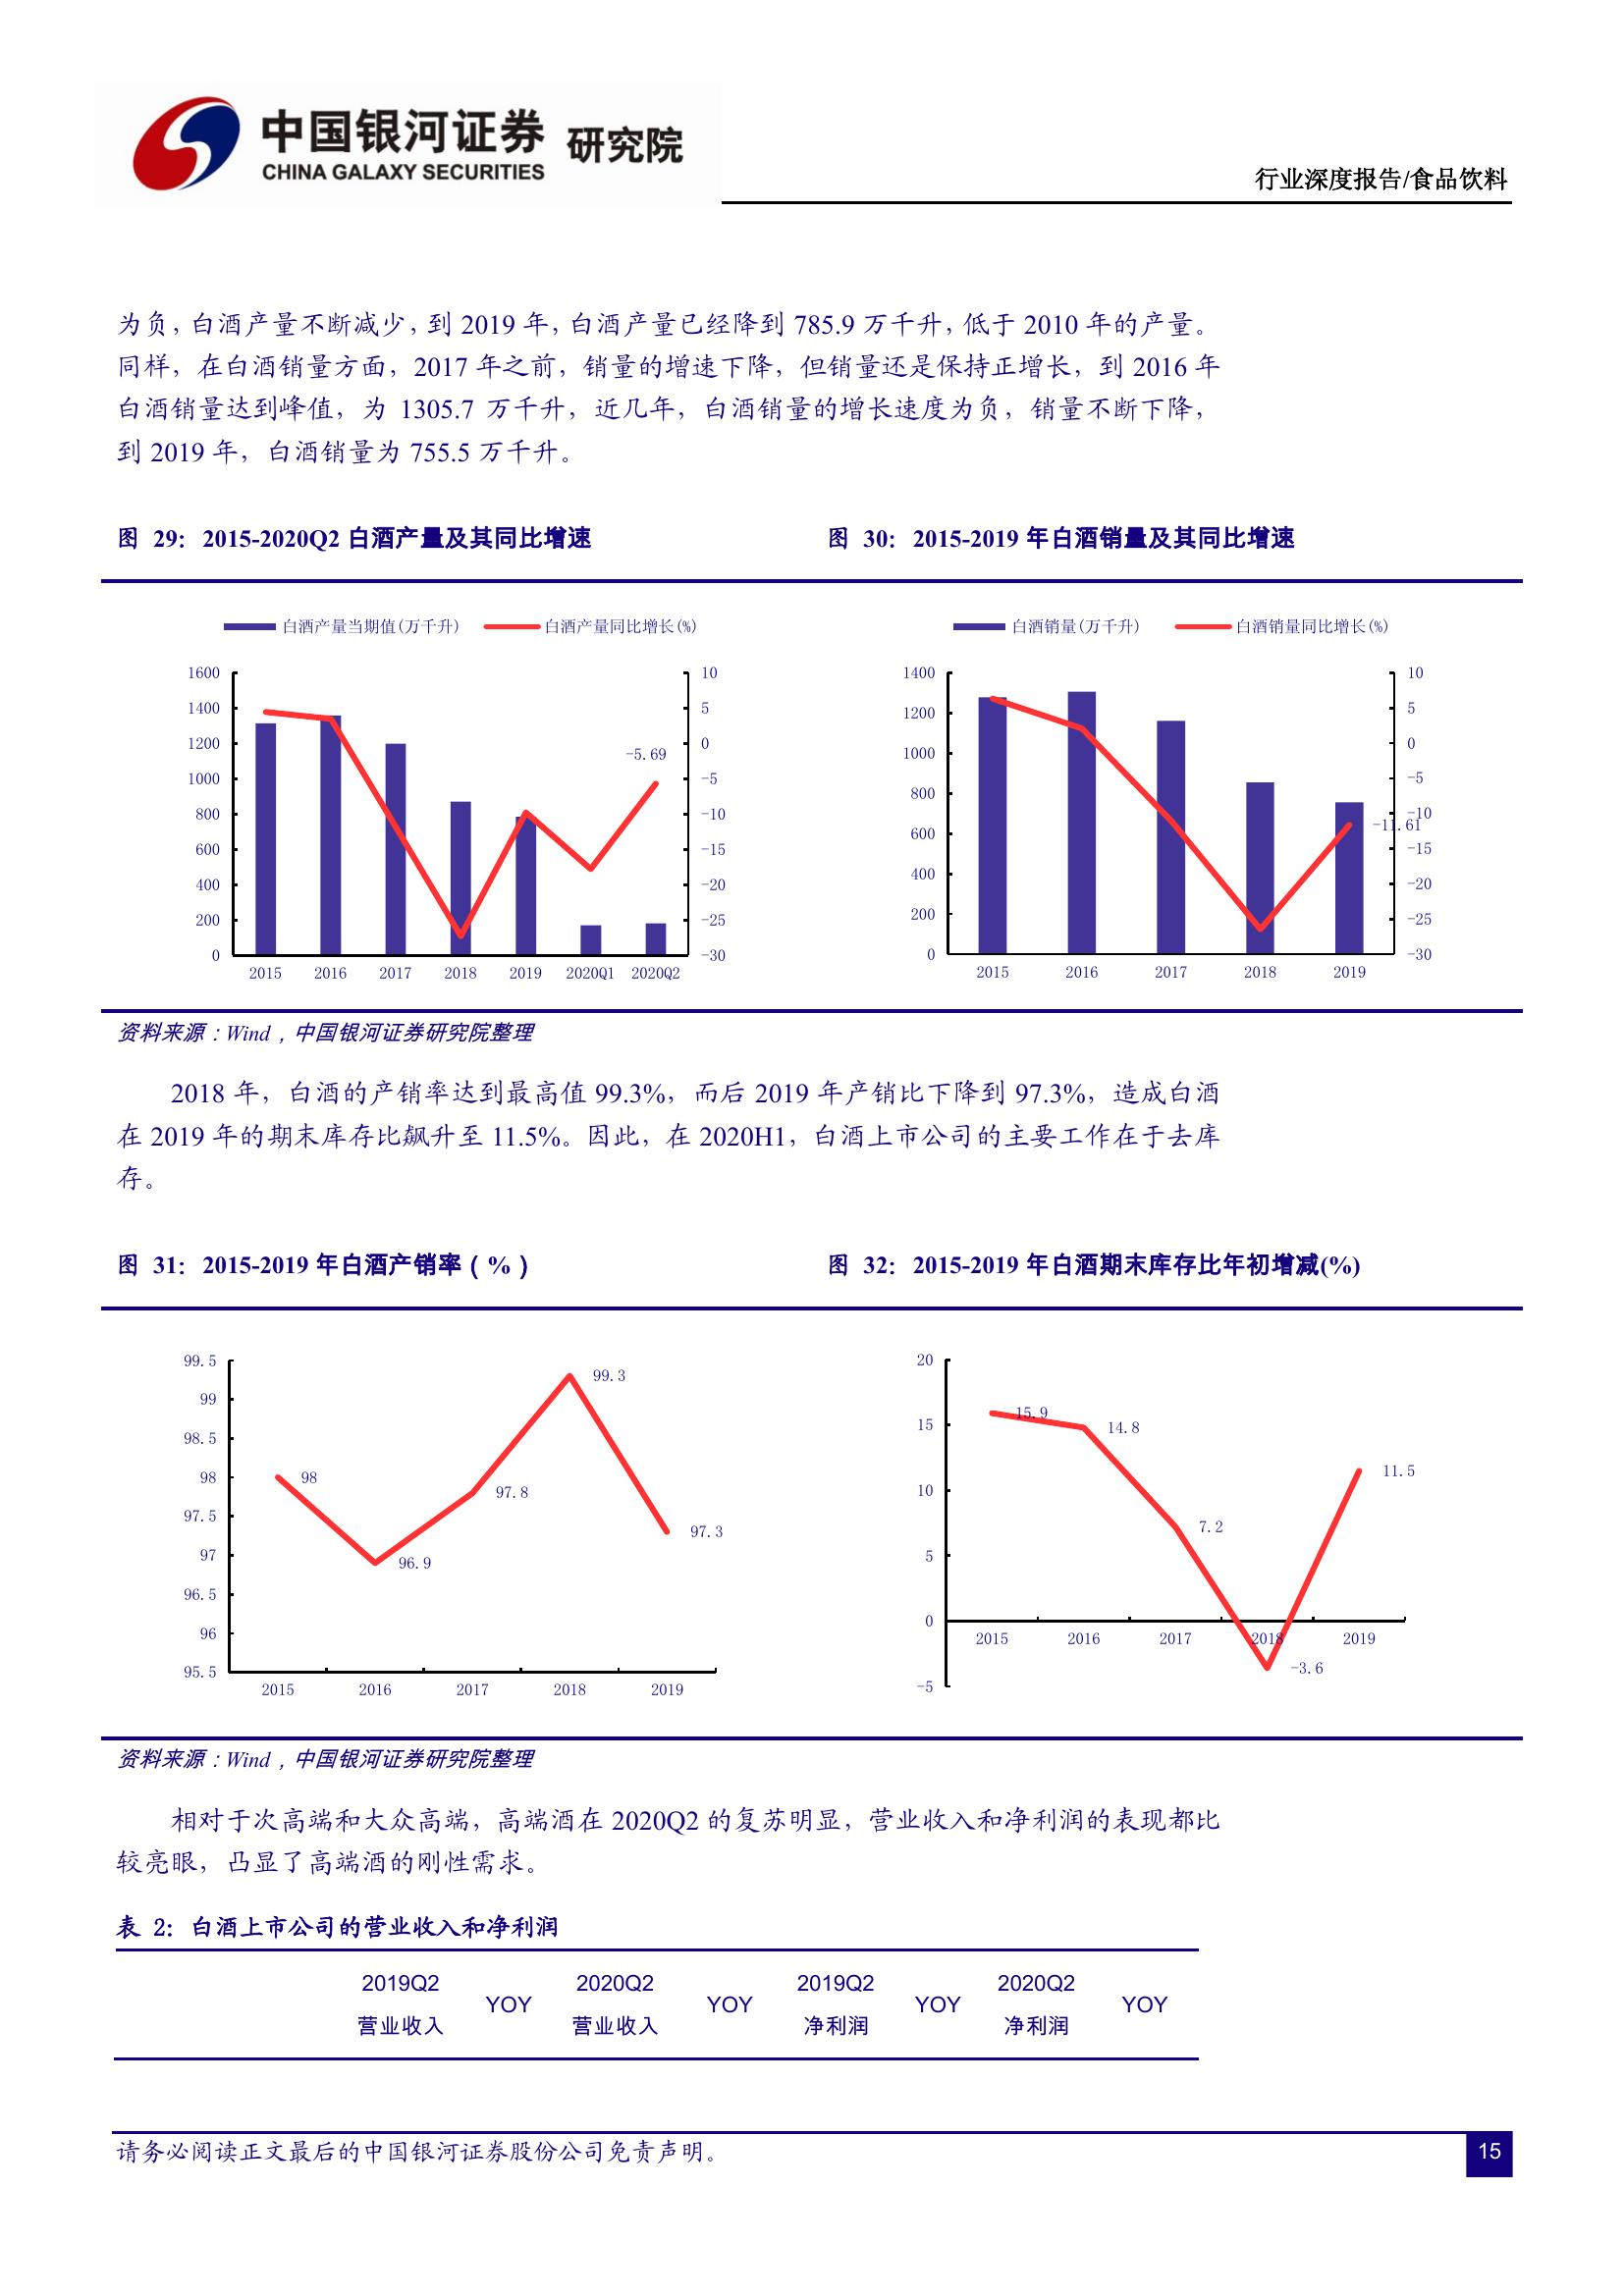 中国银河证券 研究院
CHINA GALAXY SECURITIES
行业深度报告/食品饮料
为负，白酒产量不断减少，到 2019 年，白酒产量已经降到 785.9 万千升，低于 2010 年的产量。
同样，在白酒销量方面，2017 年之前，销量的增速下降，但销量还是保持正增长，到 2016 年
白酒销量达到峰值，为 1305.7 万千升，近几年，白酒销量的增长速度为负，销量不断下降，
到 2019 年，白酒销量为 755.5 万千升。
图 29：2015-2020Q2 白酒产量及其同比增速
白酒产量当期值(万千升) 白酒产量同比增长(%)
1600 10
1400 5
1200 0
-5.69
1000 -5
800 -10
600 -15
400 -20
200 -25
0 -30
2015 2016 2017 2018 2019 2020Q1 2020Q2
图 30：2015-2019 年白酒销量及其同比增速
白酒销量(万千升) 白酒销量同比增长(%)
1400 10
1200 5
1000 0
800 -5
600 -10
-11.61
400 -15
200 -20
0 -25
-30
2015 2016 2017 2018 2019
资料来源：Wind，中国银河证券研究院整理
2018 年，白酒的产销率达到最高值 99.3%，而后 2019 年产销比下降到 97.3%，造成白酒
在 2019 年的期末库存比飙升至 11.5%。因此，在 2020H1，白酒上市公司的主要工作在于去库
存。
图 31：2015-2019 年白酒产销率（%）
99.5
99.3
99
98.5
98 98
97.5 97.8
97.3
97
96.9
96.5
96
95.5
2015 2016 2017 2018 2019
图 32：2015-2019 年白酒期末库存比年初增减(%)
20
15.9
15 14.8
11.5
10
7.2
5
0
2015 2016 2017 2018 2019
-3.6
-5
资料来源：Wind，中国银河证券研究院整理
相对于次高端和大众高端，高端酒在 2020Q2 的复苏明显，营业收入和净利润的表现都比
较亮眼，凸显了高端酒的刚性需求。
表 2：白酒上市公司的营业收入和净利润
2019Q2 2020Q2 2019Q2 2020Q2
YOY YOY YOY YOY
营业收入 营业收入 净利润 净利润
请务必阅读正文最后的中国银河证券股份公司免责声明。
15